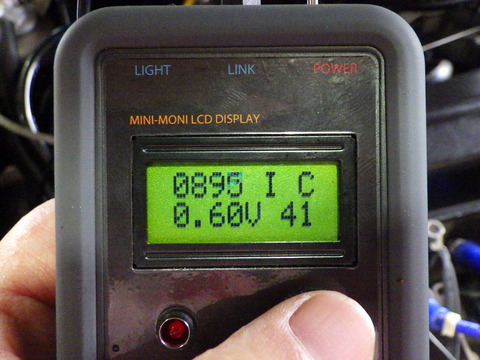 LIGHT LINK POWER
MINI-MONI LCD DISPLAY
0895 I C
0.60V 41